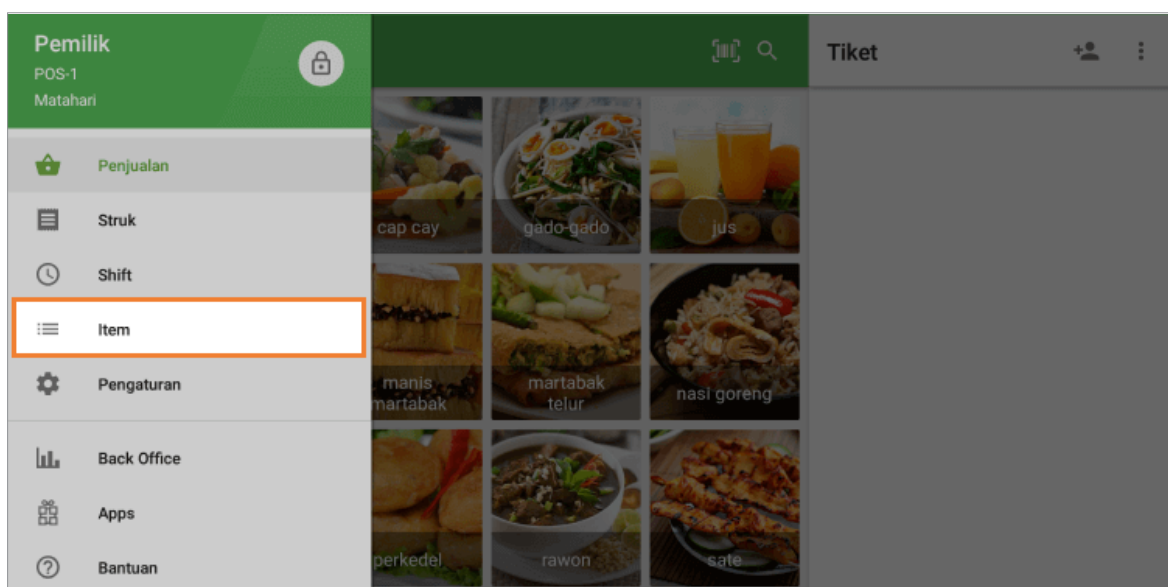 Pemilik
POS-1
Matahari
Penjualan
Struk
Shift
Item
Pengaturan
Back Office
Apps
Bantuan
Tiket
cap cay
gado-gado
jus
manis
martabak
martabak
telur
nasi goreng
perkedel
rawon
sate